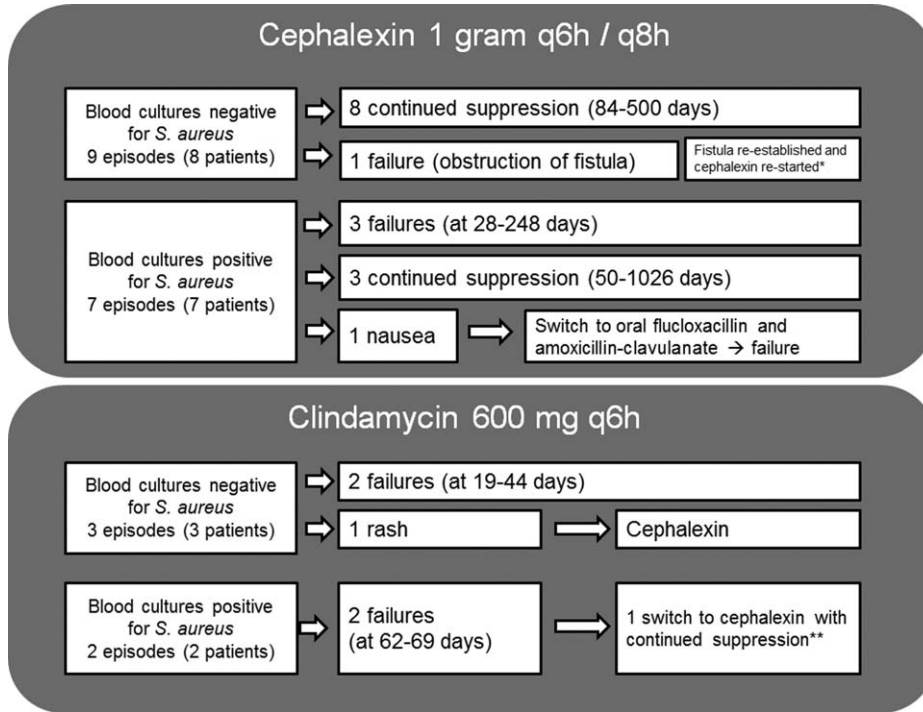 Cephalexin 1 gram q6h / q8h
Blood cultures negative
for S. aureus
9 episodes (8 patients)
8 continued suppression (84-500 days)
1 failure (obstruction of fistula)
Fistula re-established and
cephalexin re-started*
Blood cultures positive
for S. aureus
7 episodes (7 patients)
3 failures (at 28-248 days)
3 continued suppression (50-1026 days)
1 nausea
Switch to oral flucloxacillin and
amoxicillin-clavulanate → failure
Clindamycin 600 mg q6h
Blood cultures negative
for S. aureus
3 episodes (3 patients)
2 failures (at 19-44 days)
1 rash
Cephalexin
Blood cultures positive
for S. aureus
2 episodes (2 patients)
2 failures
(at 62-69 days)
1 switch to cephalexin with
continued suppression**